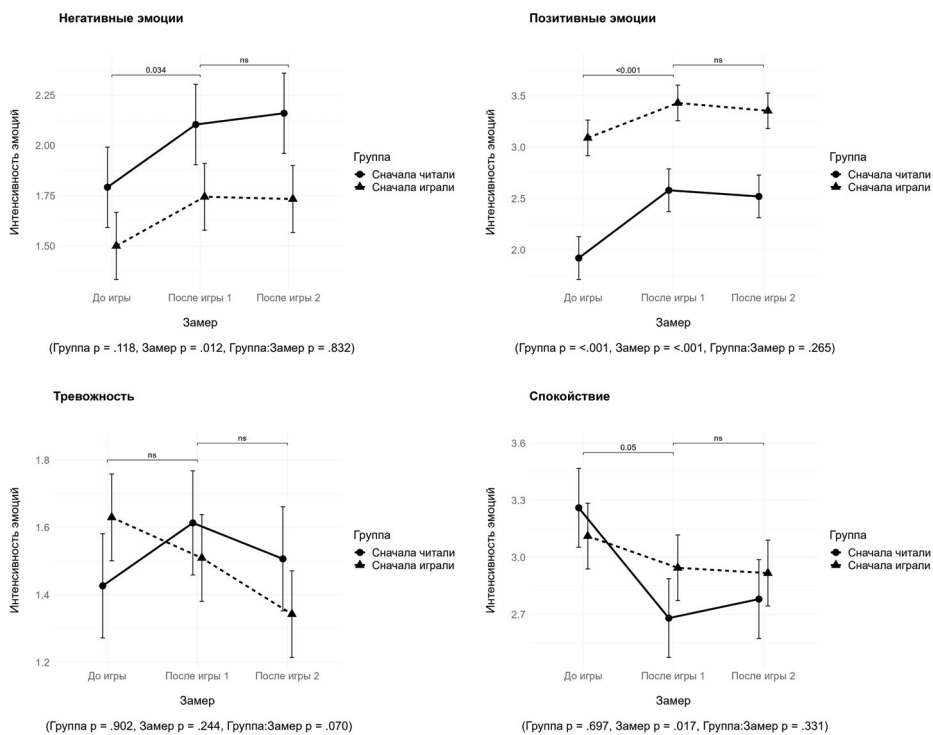 Негативные эмоции
Интенсивность эмоций
2.25
2.00
1.75
1.50
0.034
ns
До игры
После игры 1
После игры 2
Замер
Группа
Сначала читали
Сначала играли
(Группа p = .118, Замер p = .012, Группа:Замер p = .832)
Позитивные эмоции
Интенсивность эмоций
3.5
3.0
2.5
2.0
<0.001
ns
До игры
После игры 1
После игры 2
Замер
Группа
Сначала читали
Сначала играли
(Группа p = <.001, Замер p = <.001, Группа:Замер p = .265)
Тревожность
Интенсивность эмоций
1.8
1.6
1.4
1.2
ns
ns
До игры
После игры 1
После игры 2
Замер
Группа
Сначала читали
Сначала играли
(Группа p = .902, Замер p = .244, Группа:Замер p = .070)
Спокойствие
Интенсивность эмоций
3.6
3.3
3.0
2.7
0.05
ns
До игры
После игры 1
После игры 2
Замер
Группа
Сначала читали
Сначала играли
(Группа p = .697, Замер p = .017, Группа:Замер p = .331)